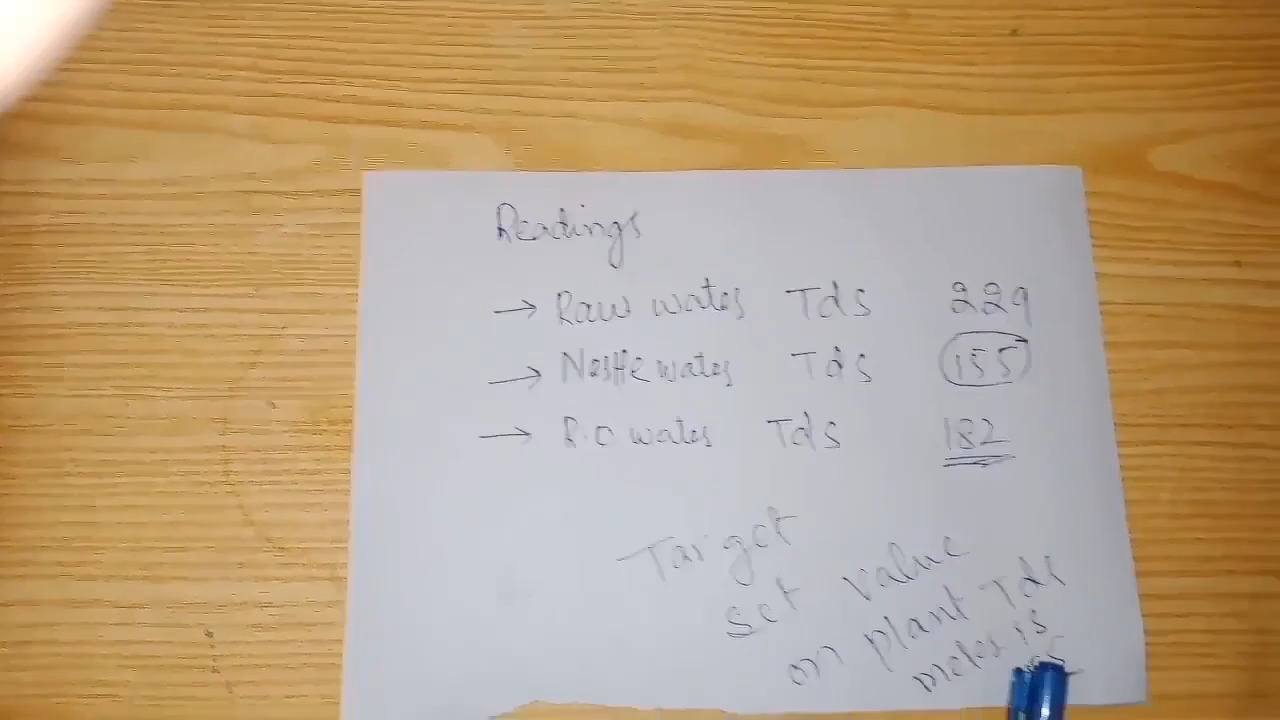 Readings
→ Raw water Tds 229
→ Nestle water Tds 155
→ R.O water Tds 182
Target
set value
on plant Tds
meter is